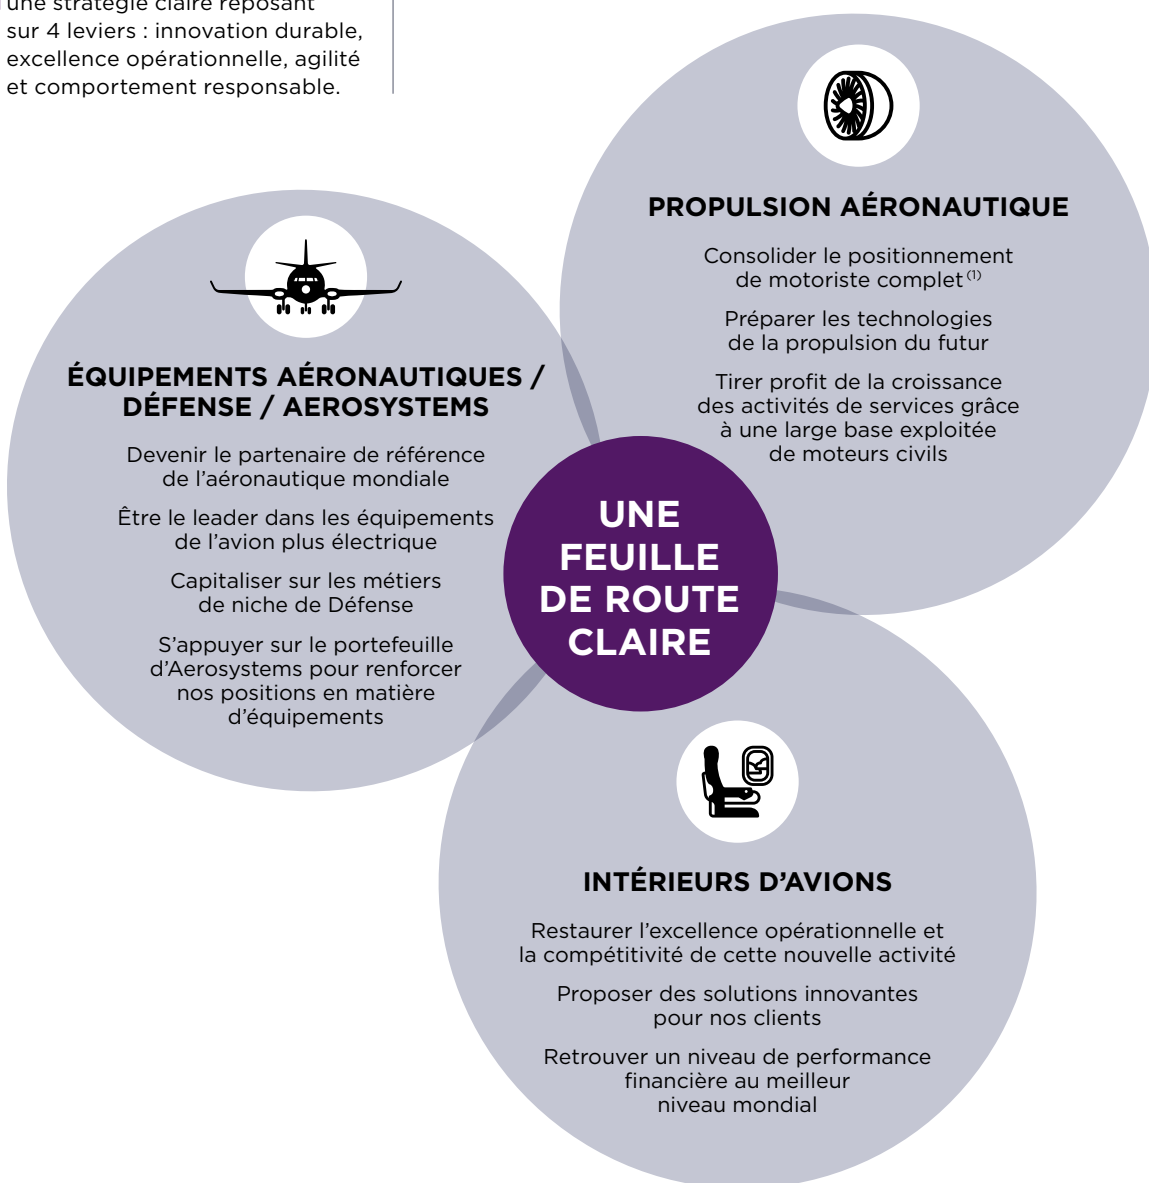 une stratégie claire reposant
sur 4 leviers : innovation durable,
excellence opérationnelle, agilité
et comportement responsable.
PROPULSION AÉRONAUTIQUE
Consolider le positionnement
de motoriste complet(1)
Préparer les technologies
de la propulsion du futur
Tirer profit de la croissance
des activités de services grâce
à une large base exploitée
de moteurs civils
ÉQUIPEMENTS AÉRONAUTIQUES /
DÉFENSE / AEROSYSTEMS
Devenir le partenaire de référence
de l’aéronautique mondiale
Être le leader dans les équipements
de l’avion plus électrique
Capitaliser sur les métiers
de niche de Défense
S’appuyer sur le portefeuille
d’Aerosystems pour renforcer
nos positions en matière
d’équipements
UNE
FEUILLE
DE ROUTE
CLAIRE
INTÉRIEURS D’AVIONS
Restaurer l’excellence opérationnelle et
la compétitivité de cette nouvelle activité
Proposer des solutions innovantes
pour nos clients
Retrouver un niveau de performance
financière au meilleur
niveau mondial